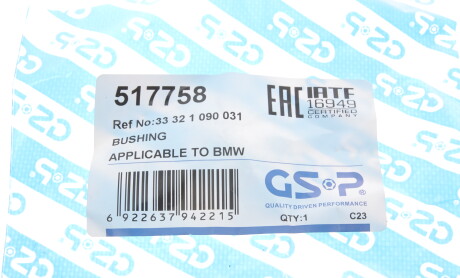 517758
Ref No:33 32 1 090 031
BUSHING
APPLICABLE TO BMW
6 922637 942215
EAC IATF
16949
CERTIFIED
COMPANY
GSP®
QUALITY DRIVEN PERFORMANCE
QTY:1 C23